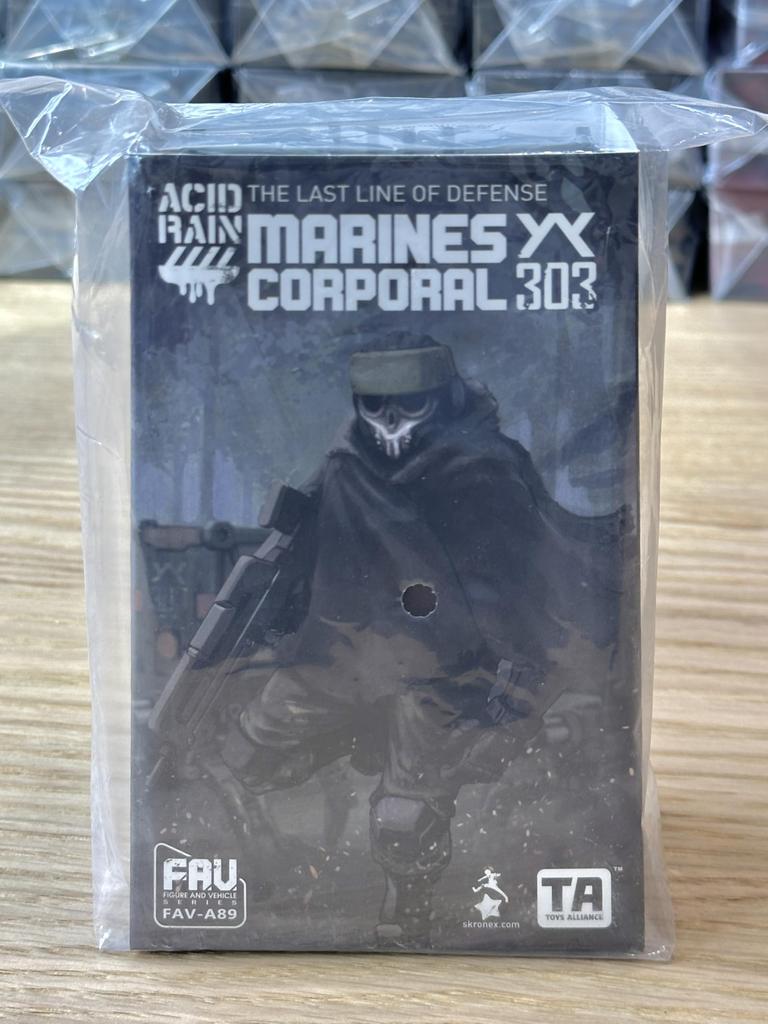 ACID
RAIN
THE LAST LINE OF DEFENSE
MARINES
CORPORAL
303
FAV
FIGURE AND VEHICLE
SERIES
FAV-A89
skronex.com
TA™
TOYS ALLIANCE